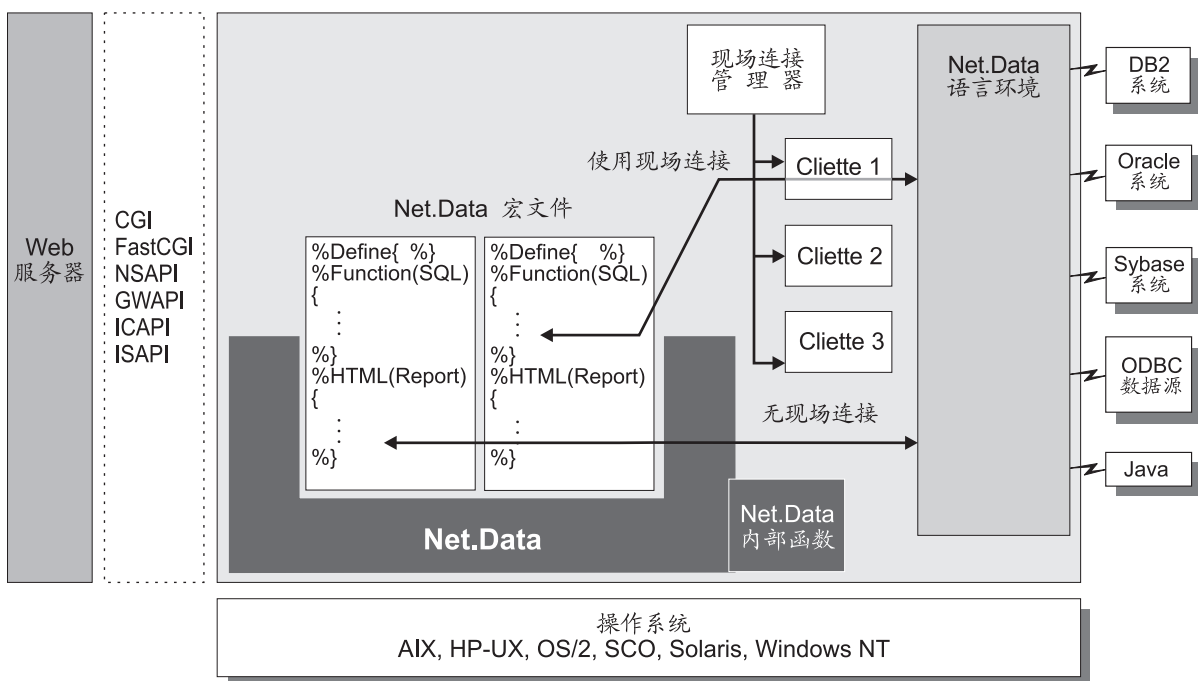 Web
服务器
CGI
FastCGI
NSAPI
GWAPI
ICAPI
ISAPI
Net.Data 宏文件
%Define{ %}
%Function(SQL)
{
⋮
%}
%HTML(Report)
{
⋮
%}
%Define{ %}
%Function(SQL)
{
⋮
%}
%HTML(Report)
{
⋮
%}
Net.Data
Net.Data
内部函数
现场连接
管 理 器
使用现场连接
Cliette 1
Cliette 2
Cliette 3
无现场连接
Net.Data
语言环境
DB2
系统
Oracle
系统
Sybase
系统
ODBC
数据源
Java
操作系统
AIX, HP-UX, OS/2, SCO, Solaris, Windows NT